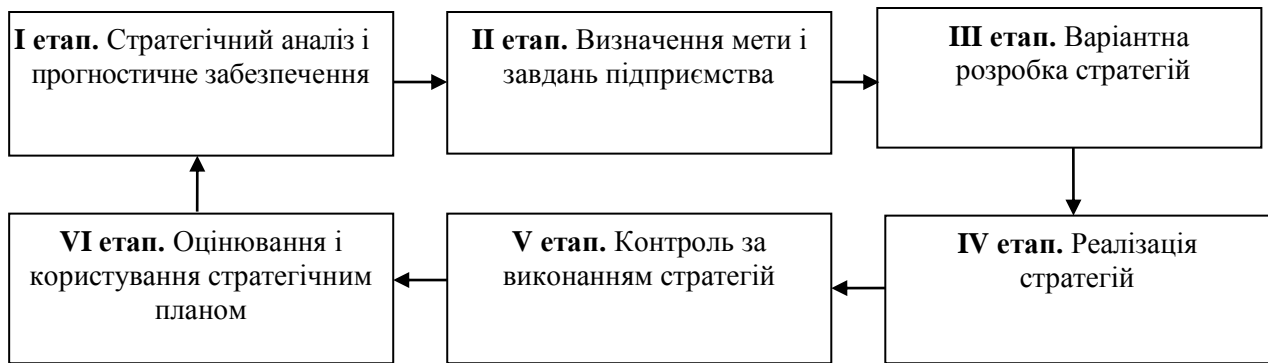 I етап. Стратегічний аналіз і
прогностичне забезпечення
II етап. Визначення мети і
завдань підприємства
III етап. Варіантна
розробка стратегій
IV етап. Реалізація
стратегій
V етап. Контроль за
виконанням стратегій
VI етап. Оцінювання і
користування стратегічним
планом